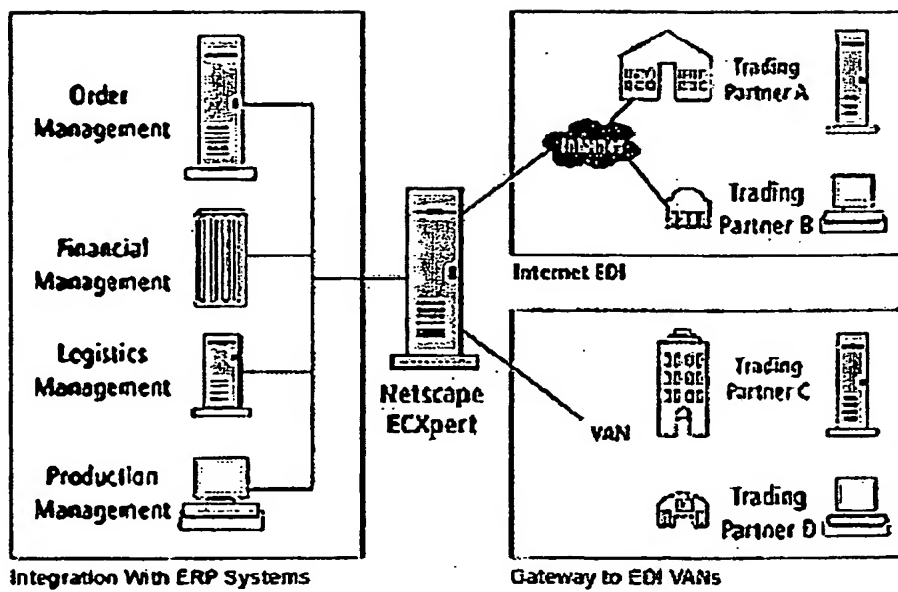 Order
Management
Financial
Management
Logistics
Management
Production
Management
Integration With ERP Systems
Netscape
ECXpert
Internet
Trading
Partner A
Trading
Partner B
Internet EDI
VAN
Trading
Partner C
Trading
Partner D
Gateway to EDI VANs